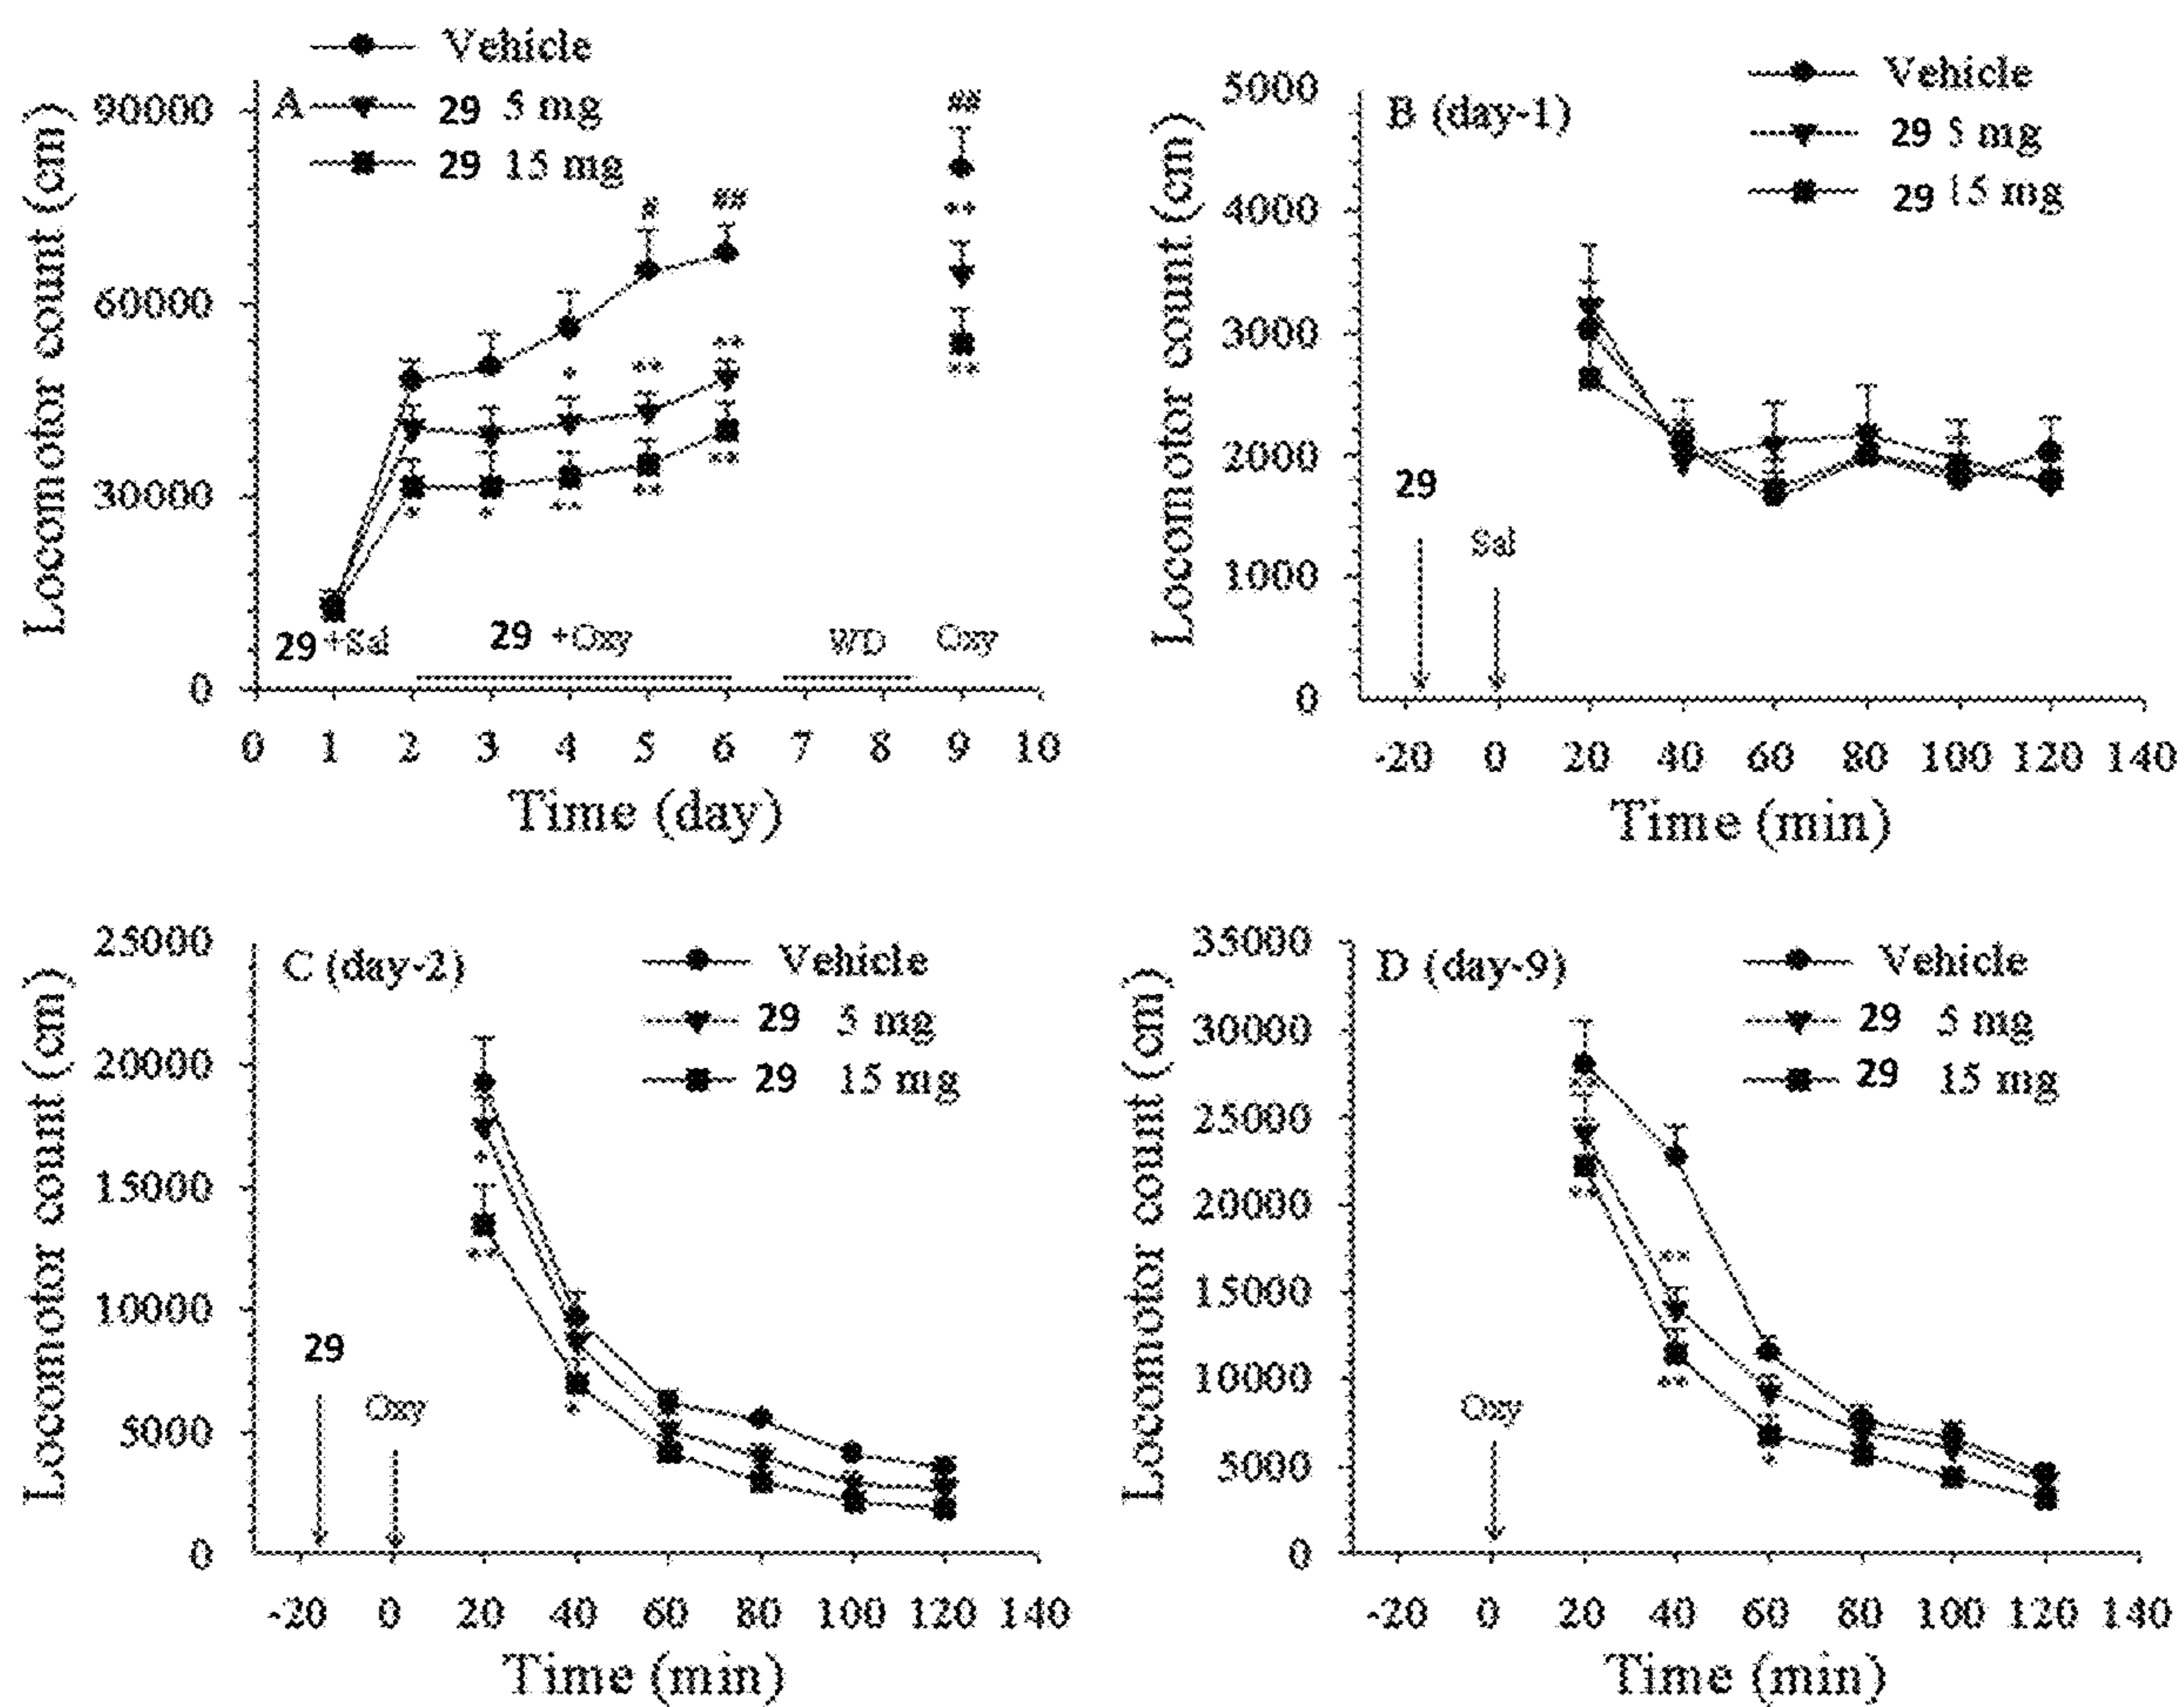 Vehicle
29 5 mg
29 15 mg
A
Locomotor count (cm)
90000
60000
30000
0
#
##
##
**
*
**
**
**
*
*
**
**
**
29 +Sal
29 +Oxy
WD
Oxy
0 1 2 3 4 5 6 7 8 9 10
Time (day)
B (day-1)
Vehicle
29 5 mg
29 15 mg
Locomotor count (cm)
5000
4000
3000
2000
1000
0
29
Sal
-20 0 20 40 60 80 100 120 140
Time (min)
C (day-2)
Vehicle
29 5 mg
29 15 mg
Locomotor count (cm)
25000
20000
15000
10000
5000
0
*
**
*
29
Oxy
-20 0 20 40 60 80 100 120 140
Time (min)
D (day-9)
Vehicle
29 5 mg
29 15 mg
Locomotor count (cm)
35000
30000
25000
20000
15000
10000
5000
0
**
**
**
*
Oxy
-20 0 20 40 60 80 100 120 140
Time (min)